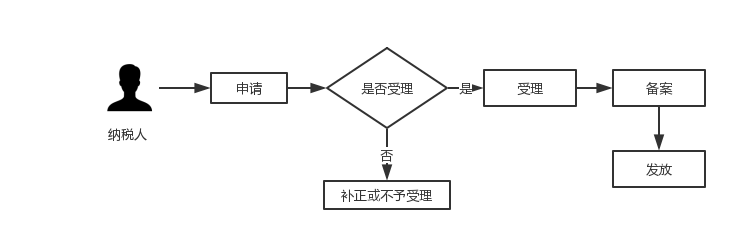 纳税人
申请
是否受理
是
受理
备案
否
补正或不予受理
发放